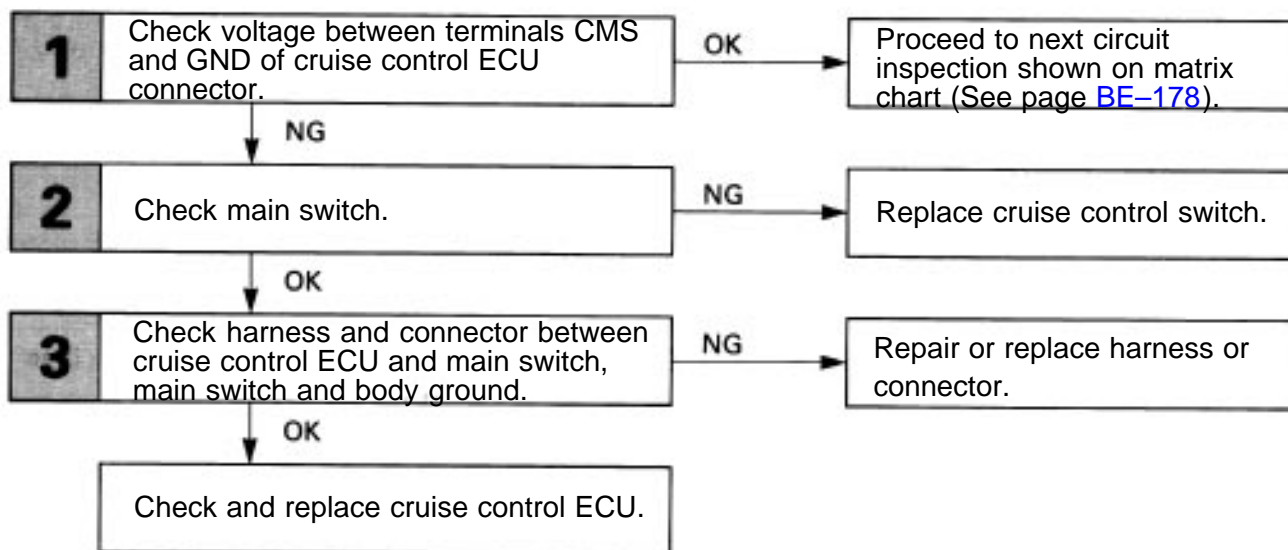 1
Check voltage between terminals CMS
and GND of cruise control ECU
connector.
OK
Proceed to next circuit
inspection shown on matrix
chart (See page BE–178).
NG
2
Check main switch.
NG
Replace cruise control switch.
OK
3
Check harness and connector between
cruise control ECU and main switch,
main switch and body ground.
NG
Repair or replace harness or
connector.
OK
Check and replace cruise control ECU.